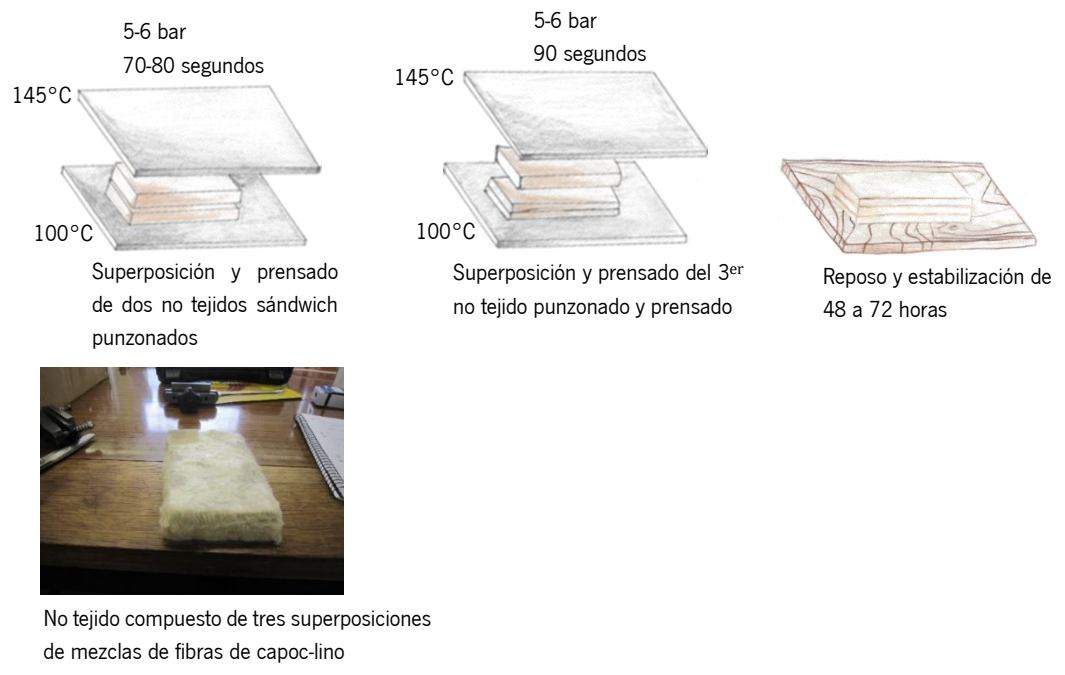 5-6 bar
70-80 segundos
145°C
100°C
Superposición y prensado
de dos no tejidos sándwich
punzonados
5-6 bar
90 segundos
145°C
100°C
Superposición y prensado del 3er
no tejido punzonado y prensado
Reposo y estabilización de
48 a 72 horas
No tejido compuesto de tres superposiciones
de mezclas de fibras de capoc-lino